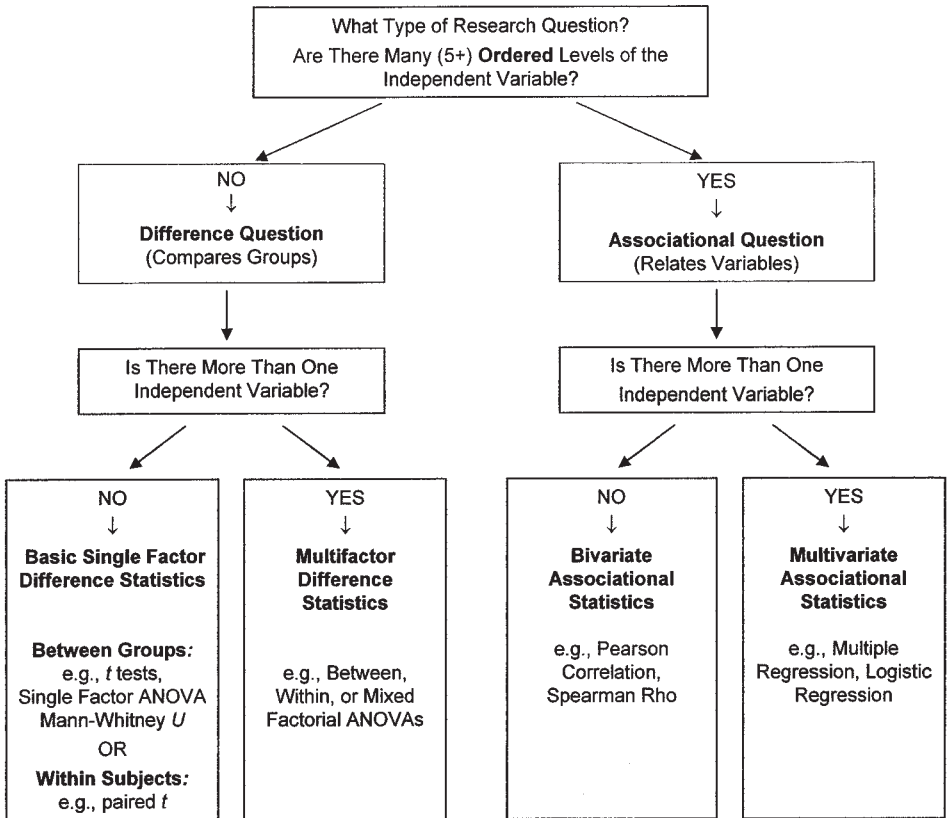 What Type of Research Question?
Are There Many (5+) Ordered Levels of the
Independent Variable?
NO
↓
Difference Question
(Compares Groups)
YES
↓
Associational Question
(Relates Variables)
Is There More Than One
Independent Variable?
Is There More Than One
Independent Variable?
NO
↓
Basic Single Factor
Difference Statistics
Between Groups:
e.g., t tests,
Single Factor ANOVA
Mann-Whitney U
OR
Within Subjects:
e.g., paired t
YES
↓
Multifactor
Difference
Statistics
e.g., Between,
Within, or Mixed
Factorial ANOVAs
NO
↓
Bivariate
Associational
Statistics
e.g., Pearson
Correlation,
Spearman Rho
YES
↓
Multivariate
Associational
Statistics
e.g., Multiple
Regression, Logistic
Regression